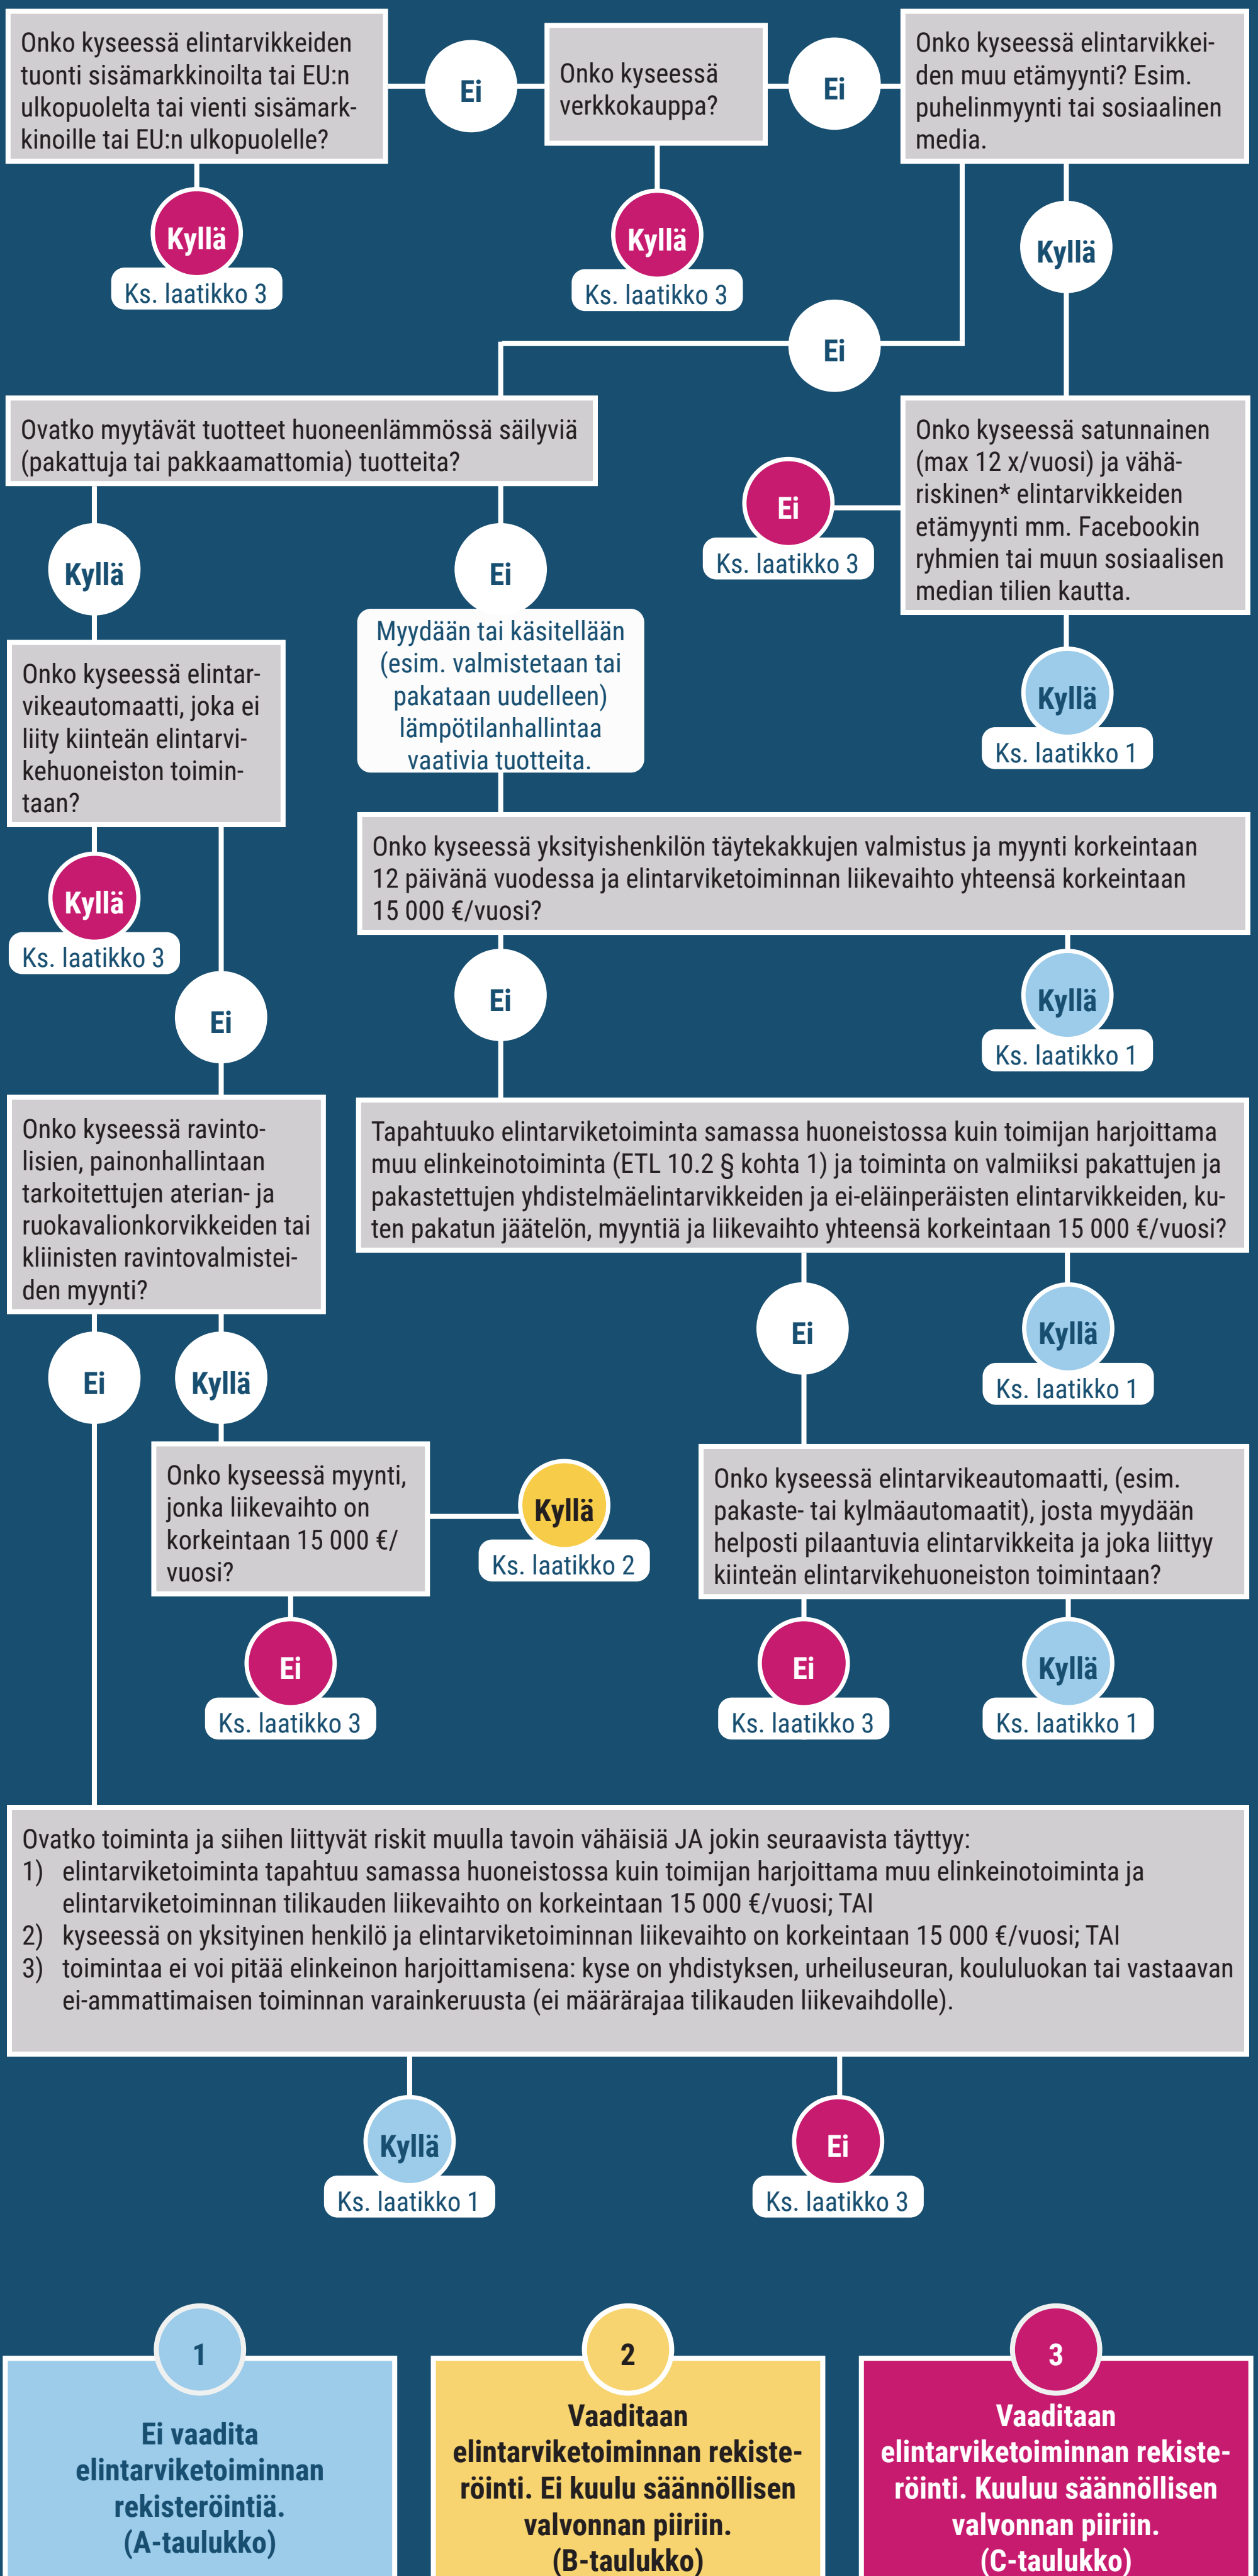 Onko kyseessä elintarvikkeiden
tuonti sisämarkkinoilta tai EU:n
ulkopuolelta tai vienti sisämark-
kinoille tai EU:n ulkopuolelle?
Ei
Onko kyseessä
verkkokauppa?
Ei
Onko kyseessä elintarvikkei-
den muu etämyynti? Esim.
puhelinmyynti tai sosiaalinen
media.
Kyllä
Ks. laatikko 3
Kyllä
Ks. laatikko 3
Kyllä
Ei
Ovatko myytävät tuotteet huoneenlämmössä säilyviä
(pakattuja tai pakkaamattomia) tuotteita?
Onko kyseessä satunnainen
(max 12 x/vuosi) ja vähä-
riskinen* elintarvikkeiden
etämyynti mm. Facebookin
ryhmien tai muun sosiaalisen
median tilien kautta.
Ei
Ks. laatikko 3
Kyllä
Ks. laatikko 1
Kyllä
Ei
Myydään tai käsitellään
(esim. valmistetaan tai
pakataan uudelleen)
lämpötilanhallintaa
vaativia tuotteita.
Onko kyseessä elintar-
vikeautomaatti, joka ei
liity kiinteän elintarvi-
kehuoneiston toimin-
taan?
Kyllä
Ks. laatikko 3
Ei
Onko kyseessä yksityishenkilön täytekakkujen valmistus ja myynti korkeintaan
12 päivänä vuodessa ja elintarviketoiminnan liikevaihto yhteensä korkeintaan
15 000 €/vuosi?
Ei
Kyllä
Ks. laatikko 1
Onko kyseessä ravinto-
lisien, painonhallintaan
tarkoitettujen aterian- ja
ruokavalionkorvikkeiden tai
kliinisten ravintovalmistei-
den myynti?
Tapahtuuko elintarviketoiminta samassa huoneistossa kuin toimijan harjoittama
muu elinkeinotoiminta (ETL 10.2 § kohta 1) ja toiminta on valmiiksi pakattujen ja
pakastettujen yhdistelmäelintarvikkeiden ja ei-eläinperäisten elintarvikkeiden, ku-
ten pakatun jäätelön, myyntiä ja liikevaihto yhteensä korkeintaan 15 000 €/vuosi?
Ei
Kyllä
Ks. laatikko 1
Ei
Kyllä
Onko kyseessä myynti,
jonka liikevaihto on
korkeintaan 15 000 €/
vuosi?
Kyllä
Ks. laatikko 2
Ei
Ks. laatikko 3
Onko kyseessä elintarvikeautomaatti, (esim.
pakaste- tai kylmäautomaatit), josta myydään
helposti pilaantuvia elintarvikkeita ja joka liittyy
kiinteän elintarvikehuoneiston toimintaan?
Ei
Ks. laatikko 3
Kyllä
Ks. laatikko 1
Ovatko toiminta ja siihen liittyvät riskit muulla tavoin vähäisiä JA jokin seuraavista täyttyy:
1) elintarviketoiminta tapahtuu samassa huoneistossa kuin toimijan harjoittama muu elinkeinotoiminta ja
elintarviketoiminnan tilikauden liikevaihto on korkeintaan 15 000 €/vuosi; TAI
2) kyseessä on yksityinen henkilö ja elintarviketoiminnan liikevaihto on korkeintaan 15 000 €/vuosi; TAI
3) toimintaa ei voi pitää elinkeinon harjoittamisena: kyse on yhdistyksen, urheiluseuran, koululuokan tai vastaavan
ei-ammattimaisen toiminnan varainkeruusta (ei määrärajaa tilikauden liikevaihdolle).
Kyllä
Ks. laatikko 1
Ei
Ks. laatikko 3
1
Ei vaadita
elintarviketoiminnan
rekisteröintiä.
(A-taulukko)
2
Vaaditaan
elintarviketoiminnan rekiste-
röinti. Ei kuulu säännöllisen
valvonnan piiriin.
(B-taulukko)
3
Vaaditaan
elintarviketoiminnan rekiste-
röinti. Kuuluu säännöllisen
valvonnan piiriin.
(C-taulukko)